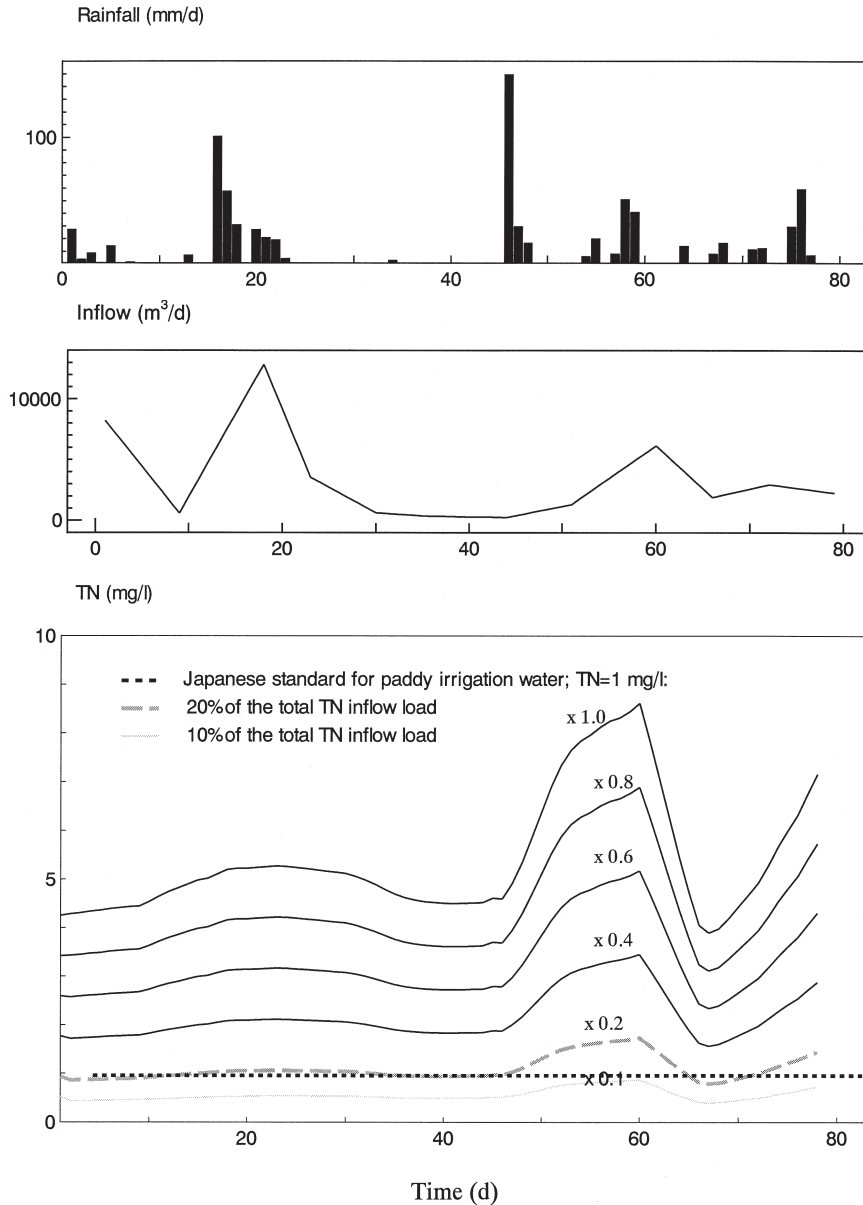 Rainfall (mm/d)
100
0 20 40 60 80
Inflow (m³/d)
10000
0
0 20 40 60 80
TN (mg/l)
10
Japanese standard for paddy irrigation water; TN=1 mg/l:
20%of the total TN inflow load
10%of the total TN inflow load
x 1.0
x 0.8
x 0.6
5
x 0.4
x 0.2
x 0.1
0
20 40 60 80
Time (d)